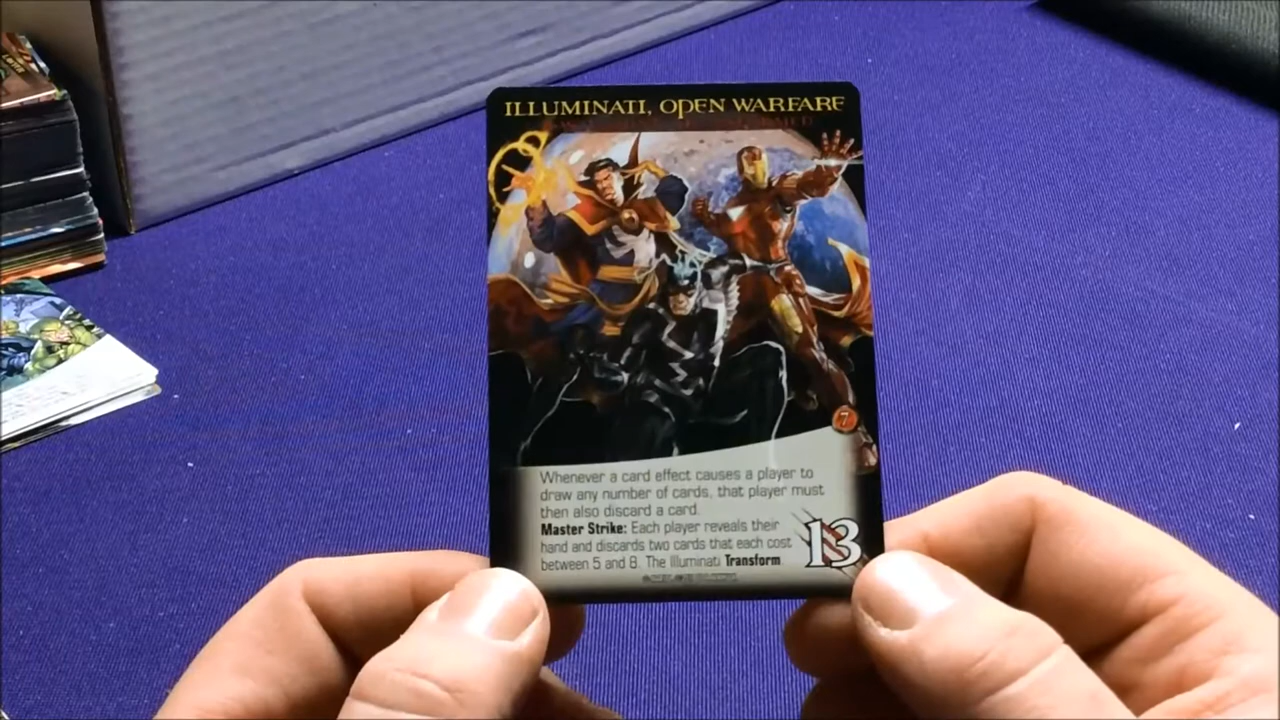 ILLUMINATI, OPEN WARFARE
7
Whenever a card effect causes a player to
draw any number of cards, that player must
then also discard a card.
Master Strike: Each player reveals their
hand and discards two cards that each cost
between 5 and 8. The Illuminati Transform
13